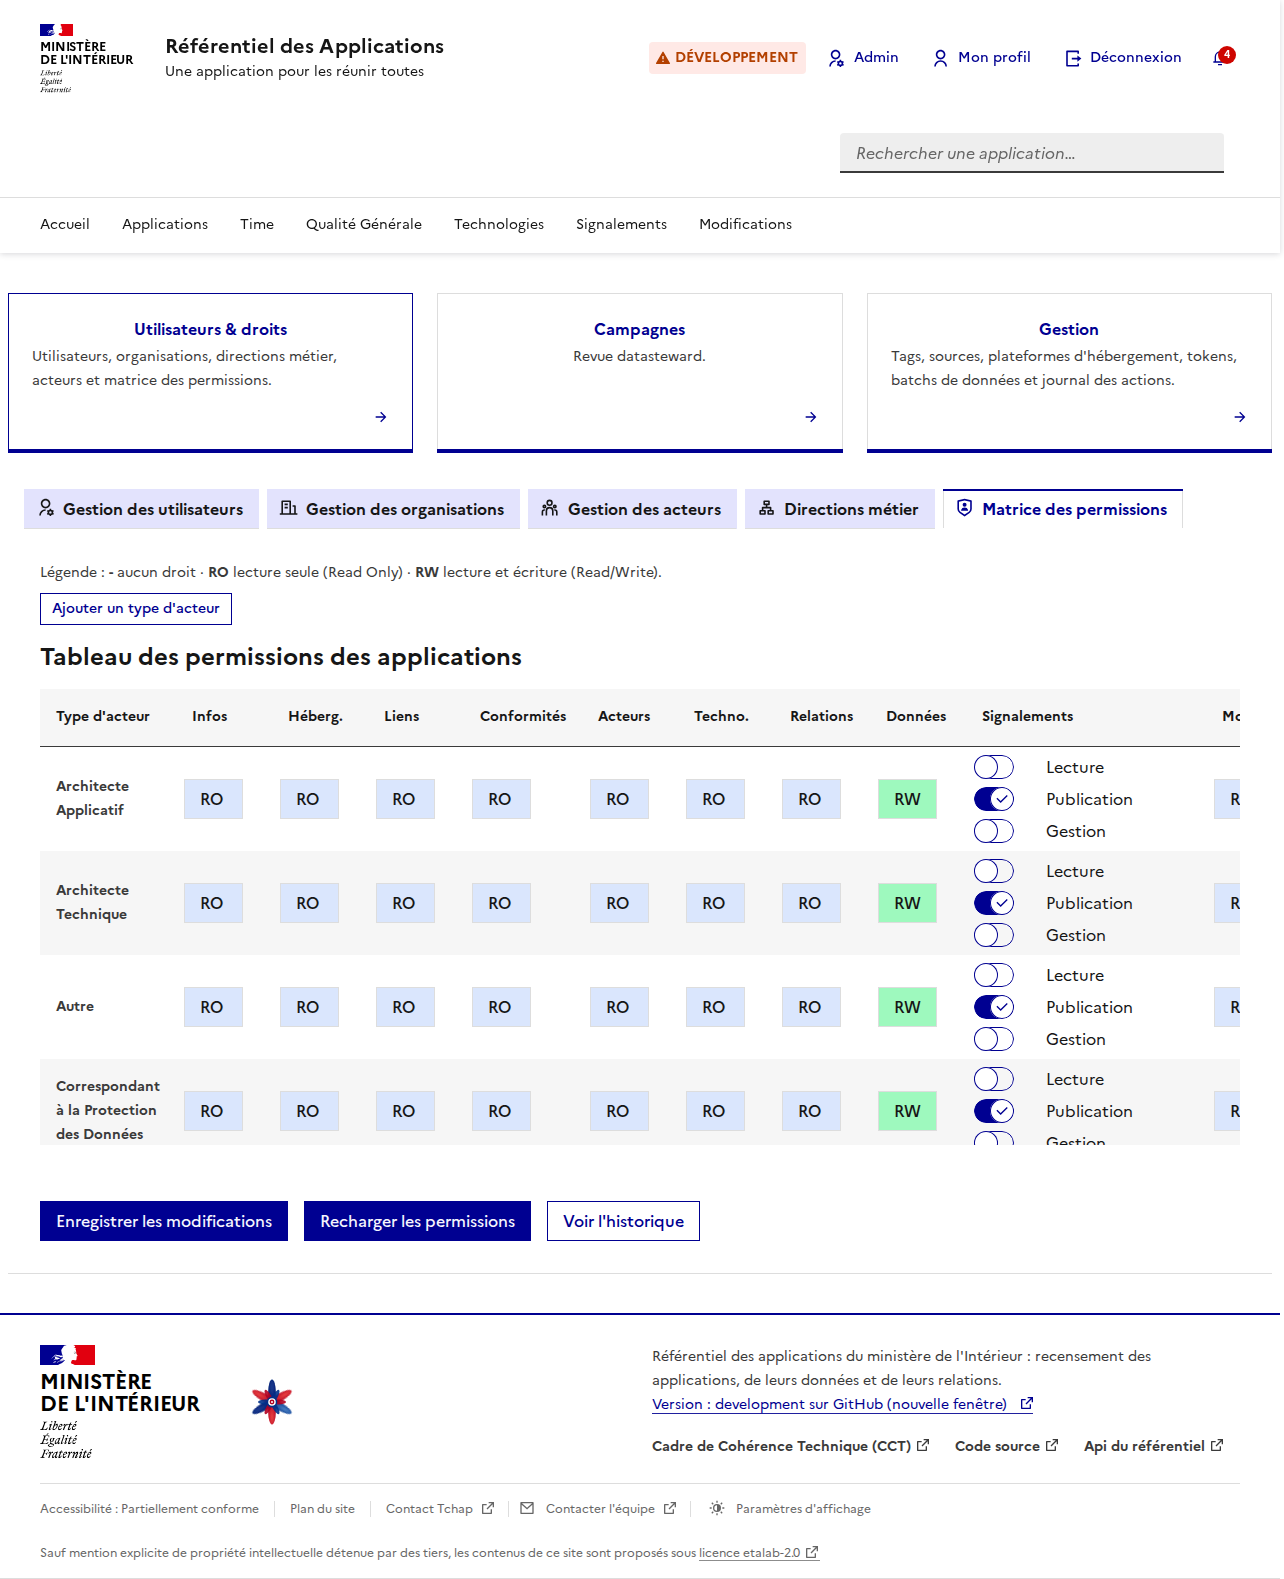 MINISTÈRE
DE L'INTÉRIEUR
Liberté
Égalité
Fraternité
Référentiel des Applications
Une application pour les réunir toutes
DÉVELOPPEMENT
Admin
Mon profil
Déconnexion
4
Rechercher une application...
Accueil Applications Time Qualité Générale Technologies Signalements Modifications
Utilisateurs & droits
Utilisateurs, organisations, directions métier,
acteurs et matrice des permissions.
Campagnes
Revue datasteward.
Gestion
Tags, sources, plateformes d'hébergement, tokens,
batchs de données et journal des actions.
Gestion des utilisateurs
Gestion des organisations
Gestion des acteurs
Directions métier
Matrice des permissions
Légende : - aucun droit · RO lecture seule (Read Only) · RW lecture et écriture (Read/Write).
Ajouter un type d'acteur
Tableau des permissions des applications
Type d'acteur Infos Héberg. Liens Conformités Acteurs Techno. Relations Données Signalements
Architecte
Applicatif
RO RO RO RO RO RO RO RW
Lecture
Publication
Gestion
Architecte
Technique
RO RO RO RO RO RO RO RW
Lecture
Publication
Gestion
Autre
RO RO RO RO RO RO RO RW
Lecture
Publication
Gestion
Correspondant
à la Protection
des Données
RO RO RO RO RO RO RO RW
Lecture
Publication
Gestion
Enregistrer les modifications
Recharger les permissions
Voir l'historique
MINISTÈRE
DE L'INTÉRIEUR
Liberté
Égalité
Fraternité
Référentiel des applications du ministère de l'Intérieur : recensement des
applications, de leurs données et de leurs relations.
Version : development sur GitHub (nouvelle fenêtre)
Cadre de Cohérence Technique (CCT)
Code source
Api du référentiel
Accessibilité : Partiellement conforme
Plan du site
Contact Tchap
Contacter l'équipe
Paramètres d'affichage
Sauf mention explicite de propriété intellectuelle détenue par des tiers, les contenus de ce site sont proposés sous licence etalab-2.0